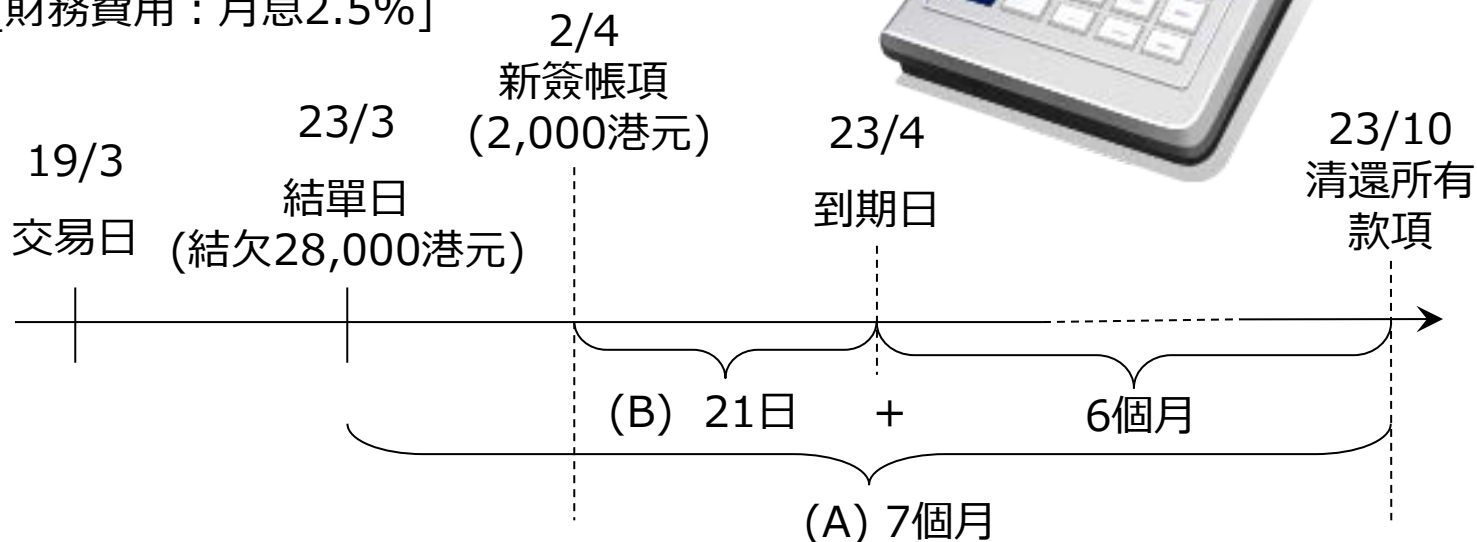 [財務費用：月息2.5%]
2/4
新簽帳項
(2,000港元)
23/3
結單日
(結欠28,000港元)
19/3
交易日
23/4
到期日
23/10
清還所有
款項
(B) 21日 + 6個月
(A) 7個月